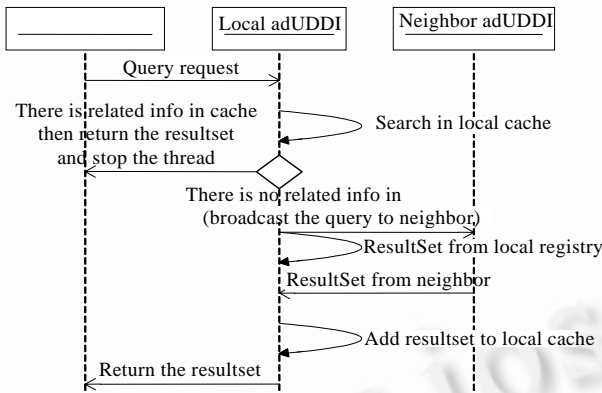 Local adUDDI
Neighbor adUDDI
Query request
There is related info in cache
then return the resultset
and stop the thread
Search in local cache
There is no related info in
(broadcast the query to neighbor)
ResultSet from local registry
ResultSet from neighbor
Add resultset to local cache
Return the resultset